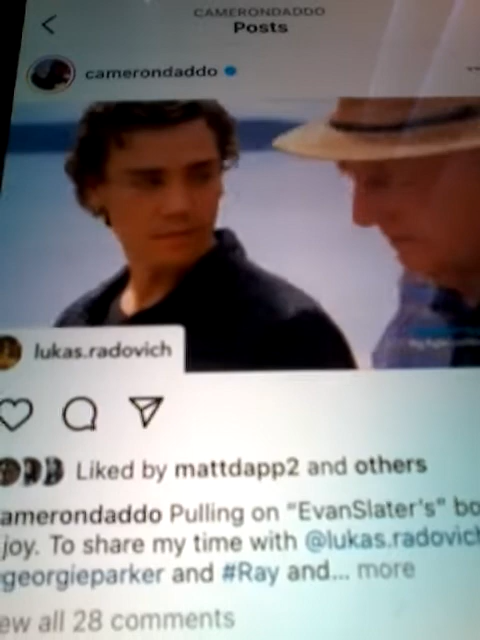 CAMERONDADDO
Posts
camerondaddo
lukas.radovich
Liked by mattdapp2 and others
amerondaddo Pulling on "EvanSlater's" bo
joy. To share my time with @lukas.radovich
georgieparker and #Ray and... more
ew all 28 comments